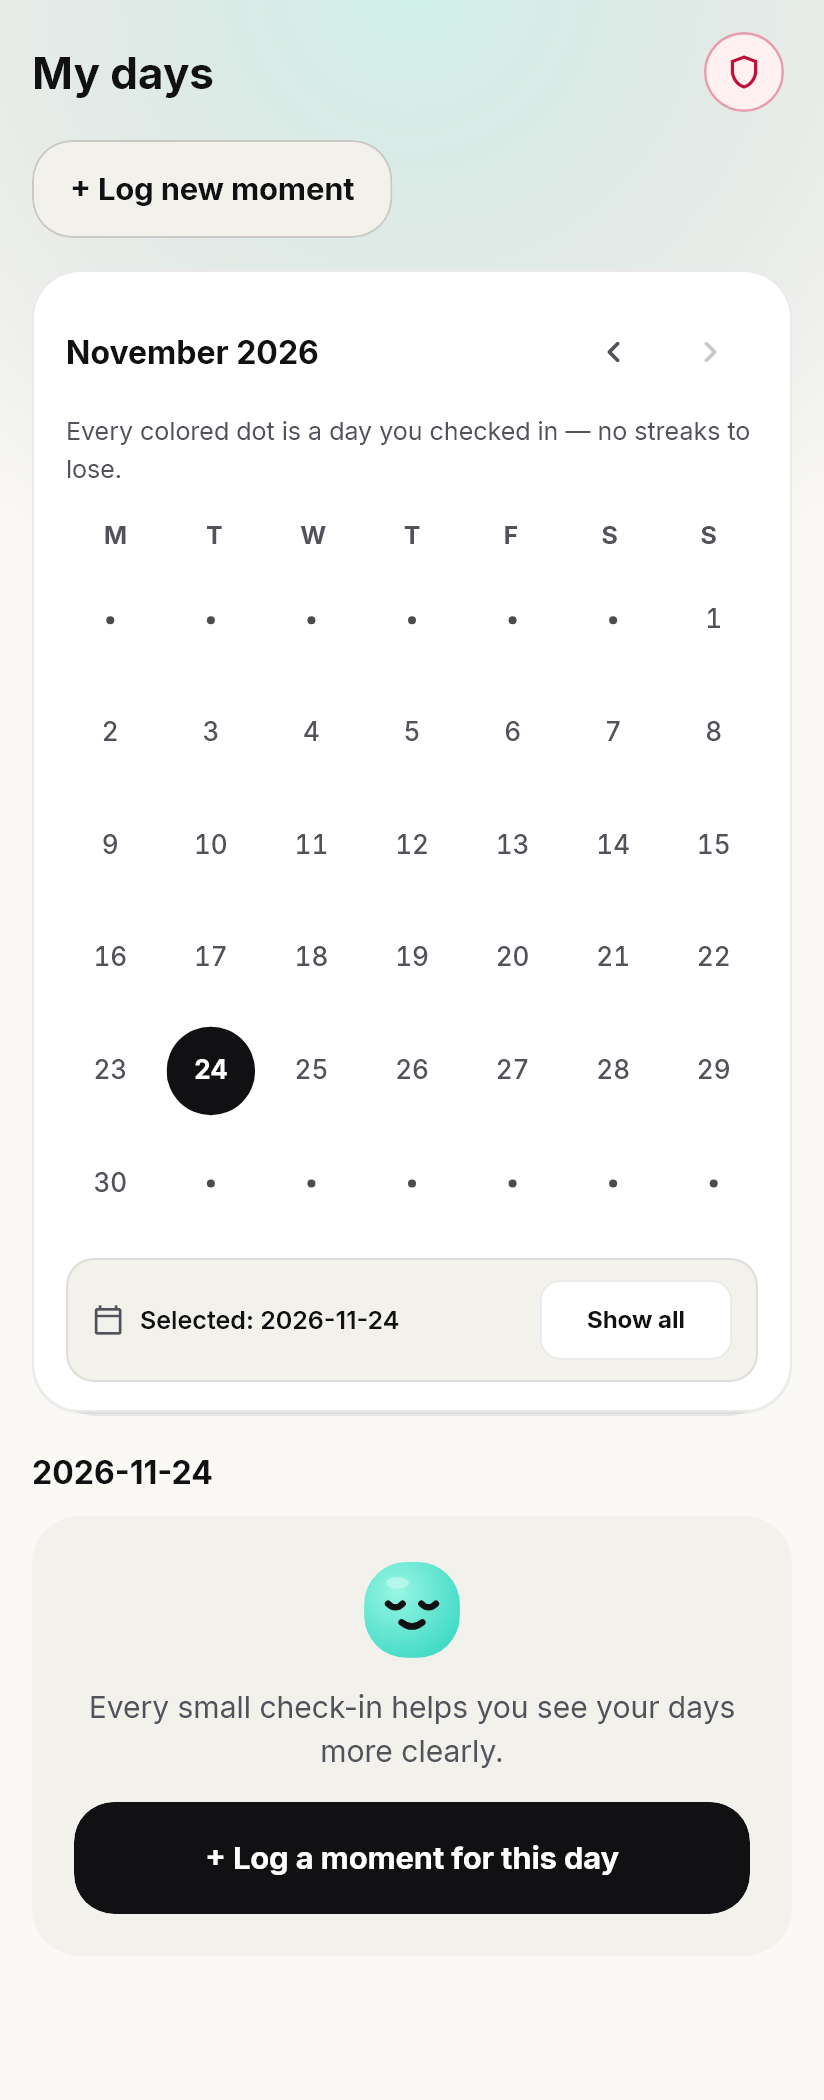 My days
+ Log new moment
November 2026
Every colored dot is a day you checked in — no streaks to
lose.
M T W T F S S
• • • • • • 1
2 3 4 5 6 7 8
9 10 11 12 13 14 15
16 17 18 19 20 21 22
23 24 25 26 27 28 29
30 • • • • • •
Selected: 2026-11-24 Show all
2026-11-24
Every small check-in helps you see your days
more clearly.
+ Log a moment for this day